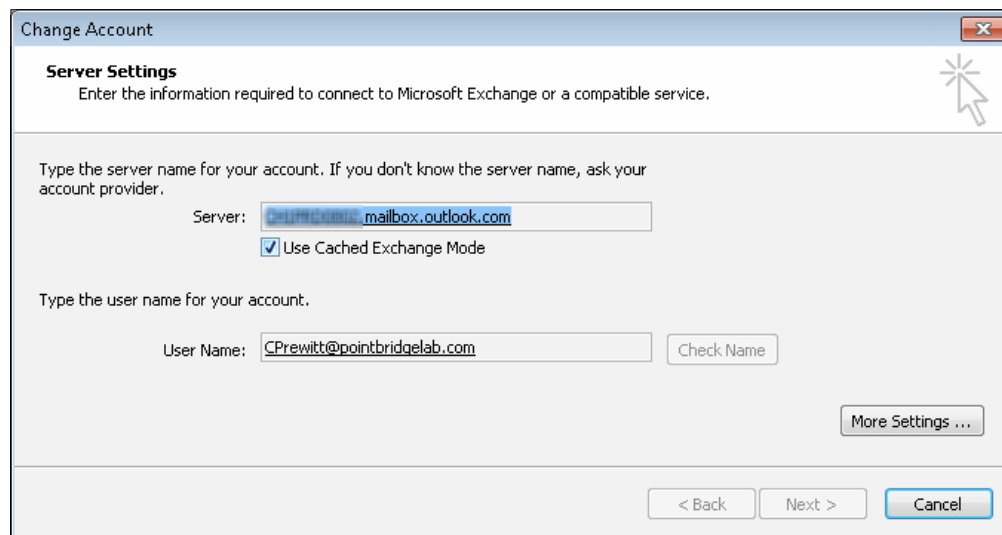 Change Account
Server Settings
Enter the information required to connect to Microsoft Exchange or a compatible service.
Type the server name for your account. If you don't know the server name, ask your
account provider.
Server: .mailbox.outlook.com
Use Cached Exchange Mode
Type the user name for your account.
User Name: CPrewitt@pointbridgelab.com Check Name
More Settings ...
< Back Next > Cancel